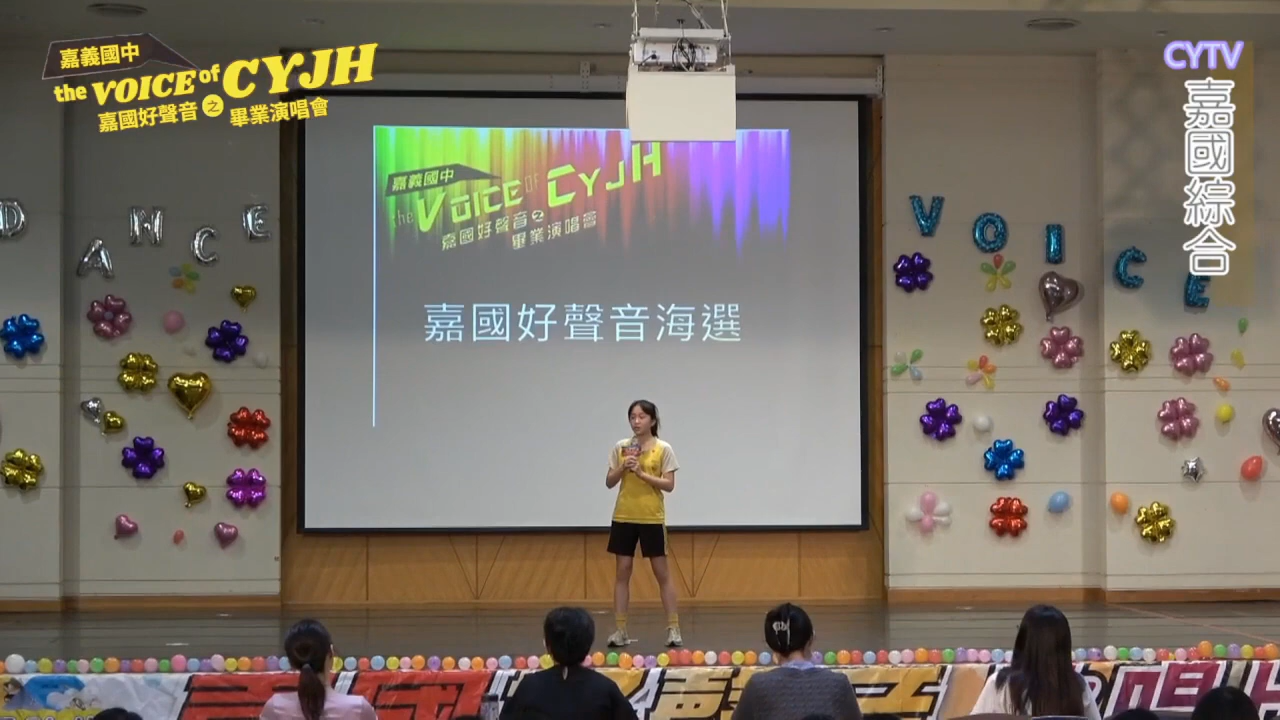 嘉義國中
the VOICE of CYJH
嘉國好聲音之畢業演唱會
CYTV
嘉國綜合
嘉義國中
the VOICE of CYJH
嘉國好聲音之
畢業演唱會
嘉國好聲音海選
DANCE
VOICE